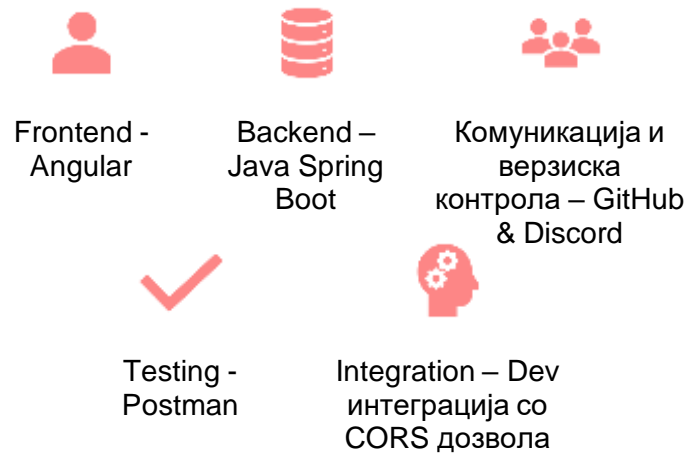 Frontend -
Angular
Backend –
Java Spring
Boot
Комуникација и
верзиска
контрола – GitHub
& Discord
Testing -
Postman
Integration – Dev
интеграција со
CORS дозвола